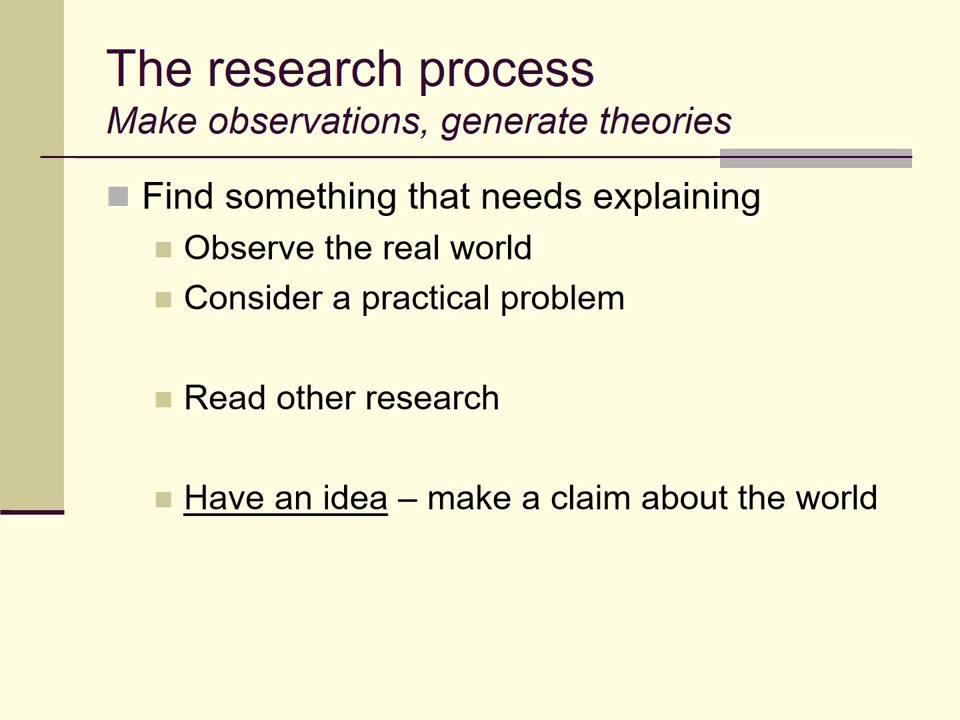 The research process
Make observations, generate theories
Find something that needs explaining
Observe the real world
Consider a practical problem
Read other research
Have an idea – make a claim about the world